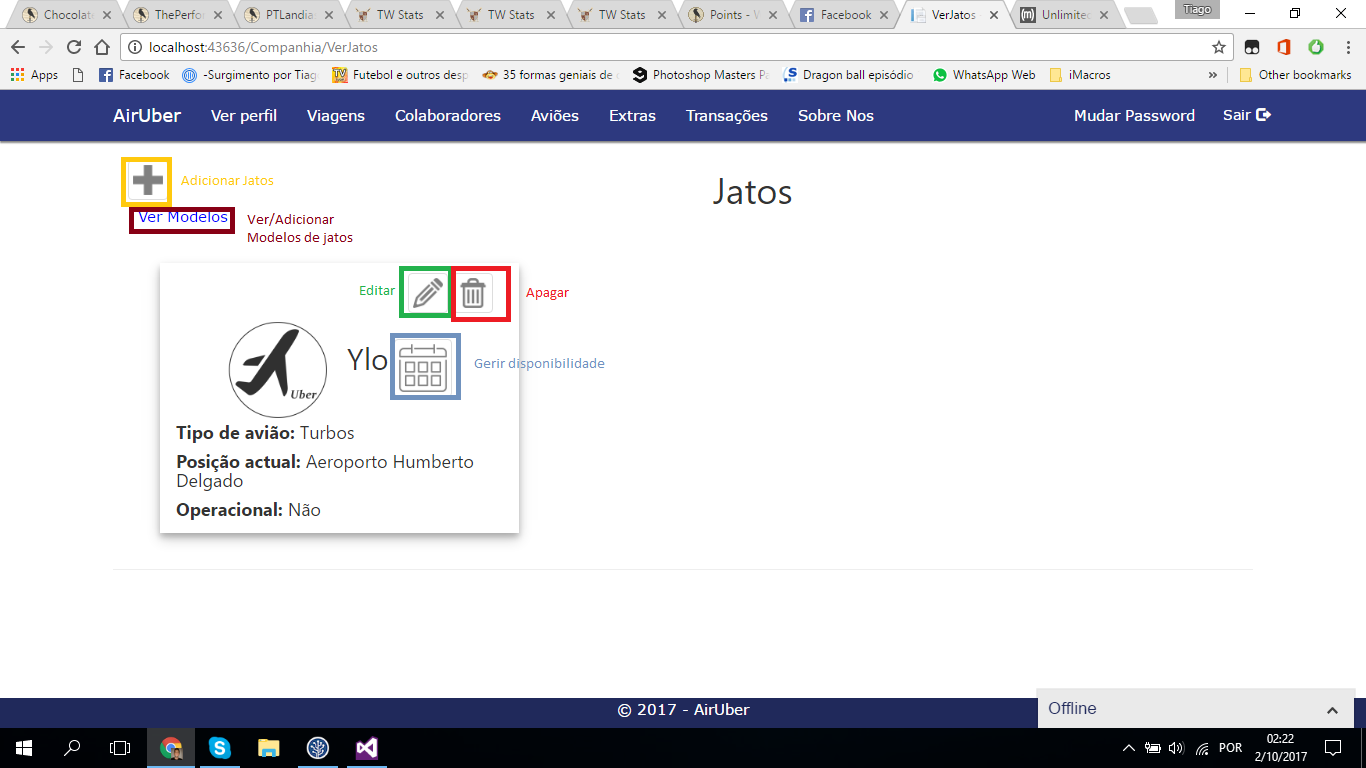 Chocolate
ThePerfo
PTLandia
TW Stats
TW Stats
TW Stats
Points - W
Facebook
VerJatos
Unlimited
Tiago
localhost:43636/Companhia/VerJatos
Apps
Facebook
-Surgimento por Tiag
Futebol e outros desp
35 formas geniais de
Photoshop Masters Pa
Dragon ball episódio
WhatsApp Web
iMacros
»
Other bookmarks
AirUber
Ver perfil
Viagens
Colaboradores
Aviões
Extras
Transações
Sobre Nos
Mudar Password
Sair
Adicionar Jatos
Jatos
Ver Modelos
Ver/Adicionar
Modelos de jatos
Editar
Apagar
Uber
Ylo
Gerir disponibilidade
Tipo de avião: Turbos
Posição actual: Aeroporto Humberto
Delgado
Operacional: Não
© 2017 - AirUber
Offline
POR
02:22
2/10/2017